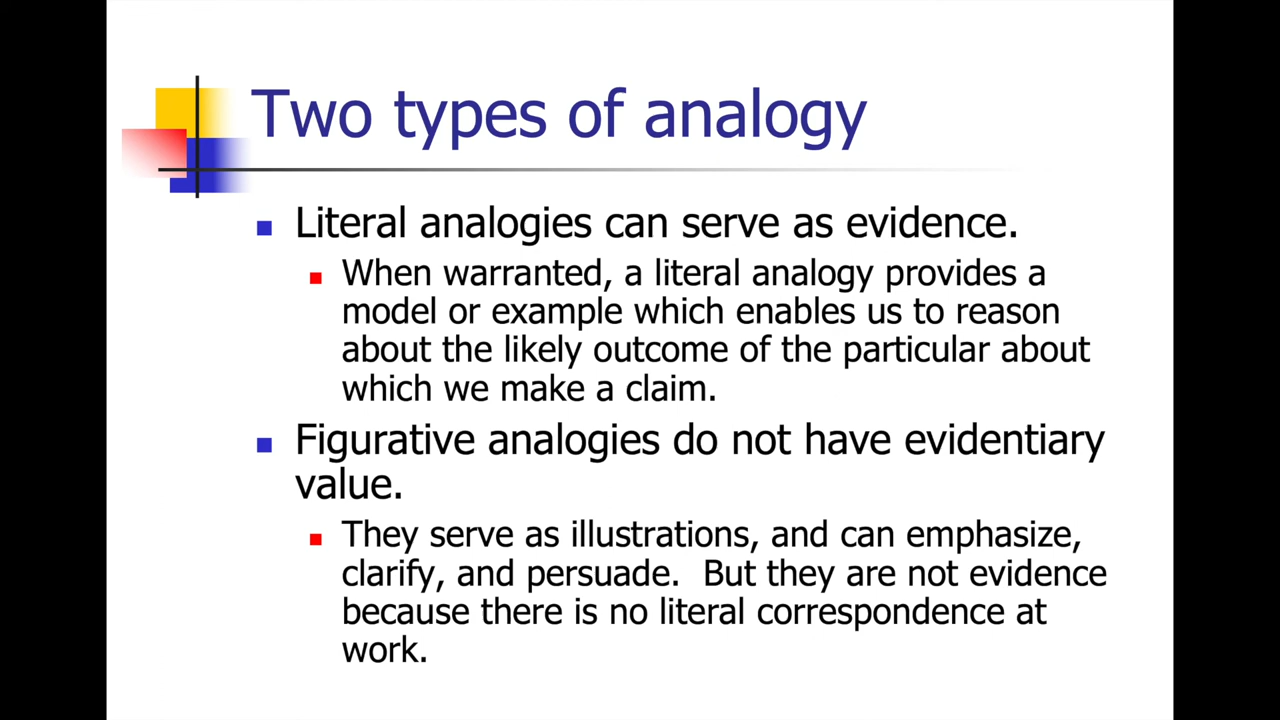 Two types of analogy
Literal analogies can serve as evidence.
When warranted, a literal analogy provides a
model or example which enables us to reason
about the likely outcome of the particular about
which we make a claim.
Figurative analogies do not have evidentiary
value.
They serve as illustrations, and can emphasize,
clarify, and persuade.  But they are not evidence
because there is no literal correspondence at
work.